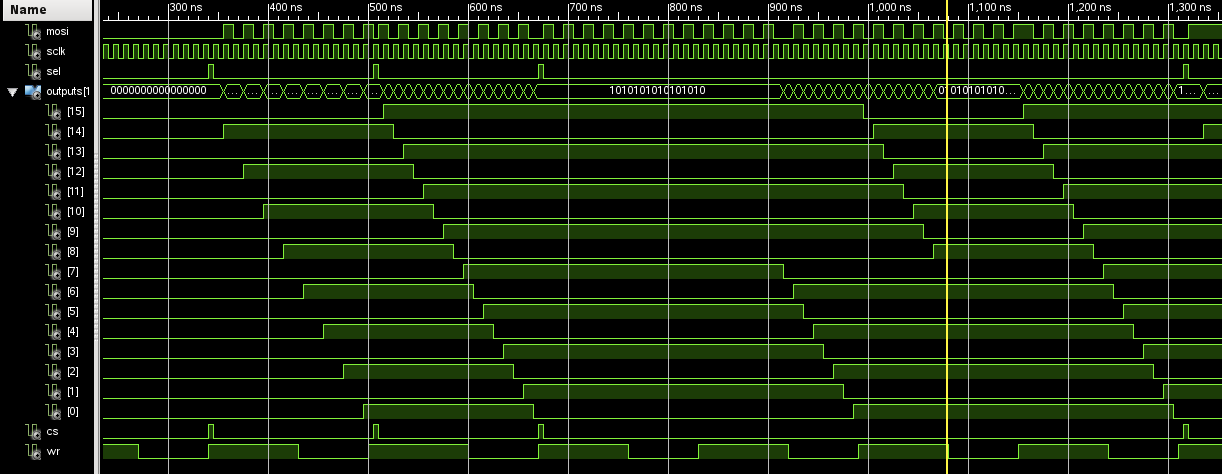 Name
300 ns 400 ns 500 ns 600 ns 700 ns 800 ns 900 ns 1,000 ns 1,100 ns 1,200 ns 1,300 ns
mosi
sclk
sel
outputs[1 0000000000000000 1010101010101010 0101010101010... 1...
[15]
[14]
[13]
[12]
[11]
[10]
[9]
[8]
[7]
[6]
[5]
[4]
[3]
[2]
[1]
[0]
cs
wr